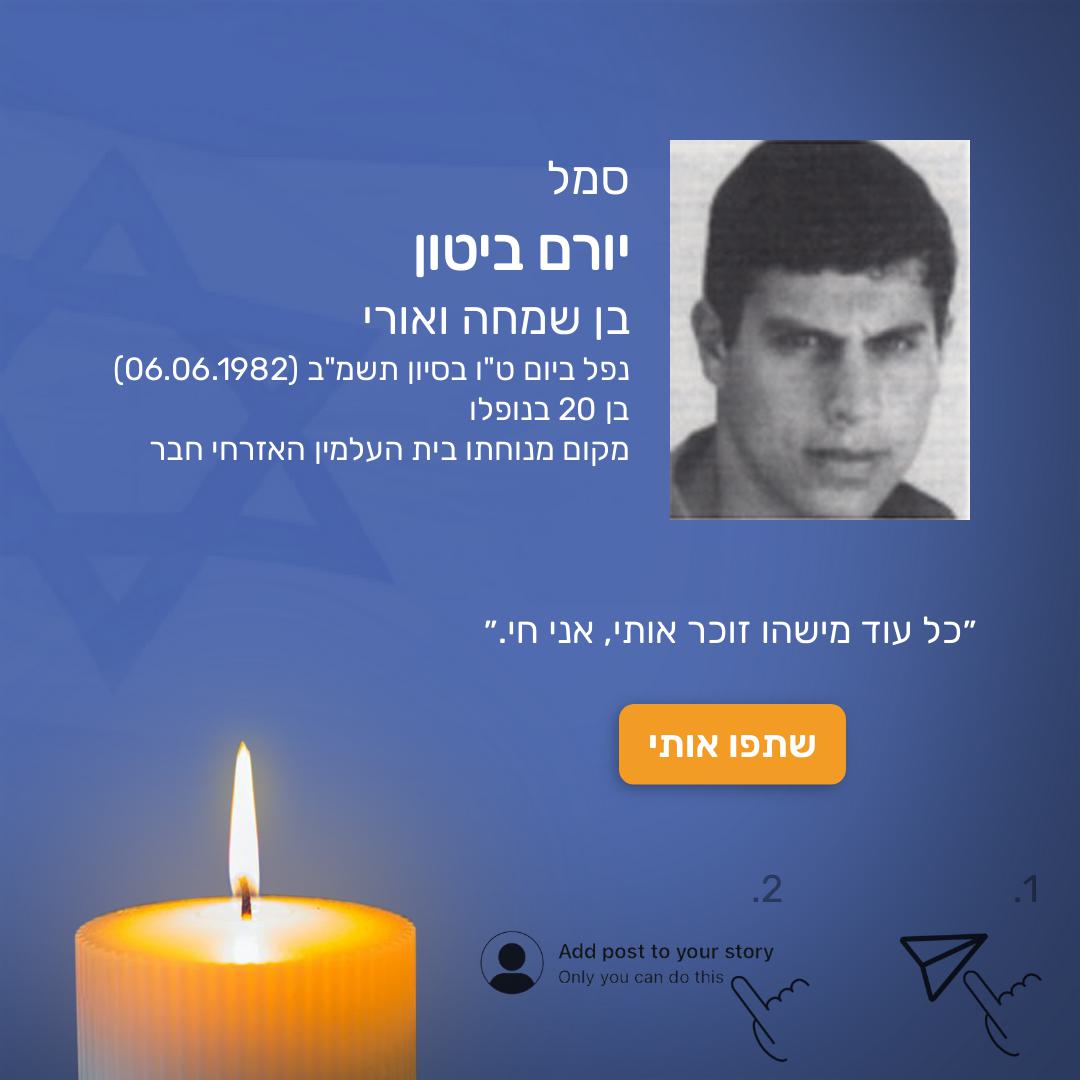 סמל
יורם ביטון
בן שמחה ואורי
נפל ביום ט"ו בסיון תשמ"ב (06.06.1982)
בן 20 בנופלו
מקום מנוחתו בית העלמין האזרחי חבר
״כל עוד מישהו זוכר אותי, אני חי.״
שתפו אותי
1.
2.
Add post to your story
Only you can do this